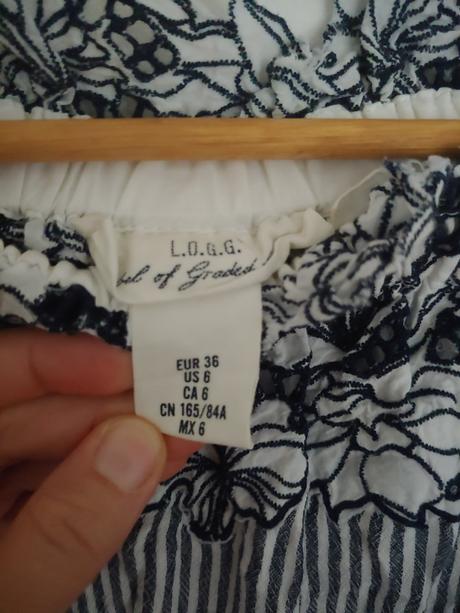 L.O.G.G.
of Graded
EUR 36
US 6
CA 6
CN 165/84A
MX 6